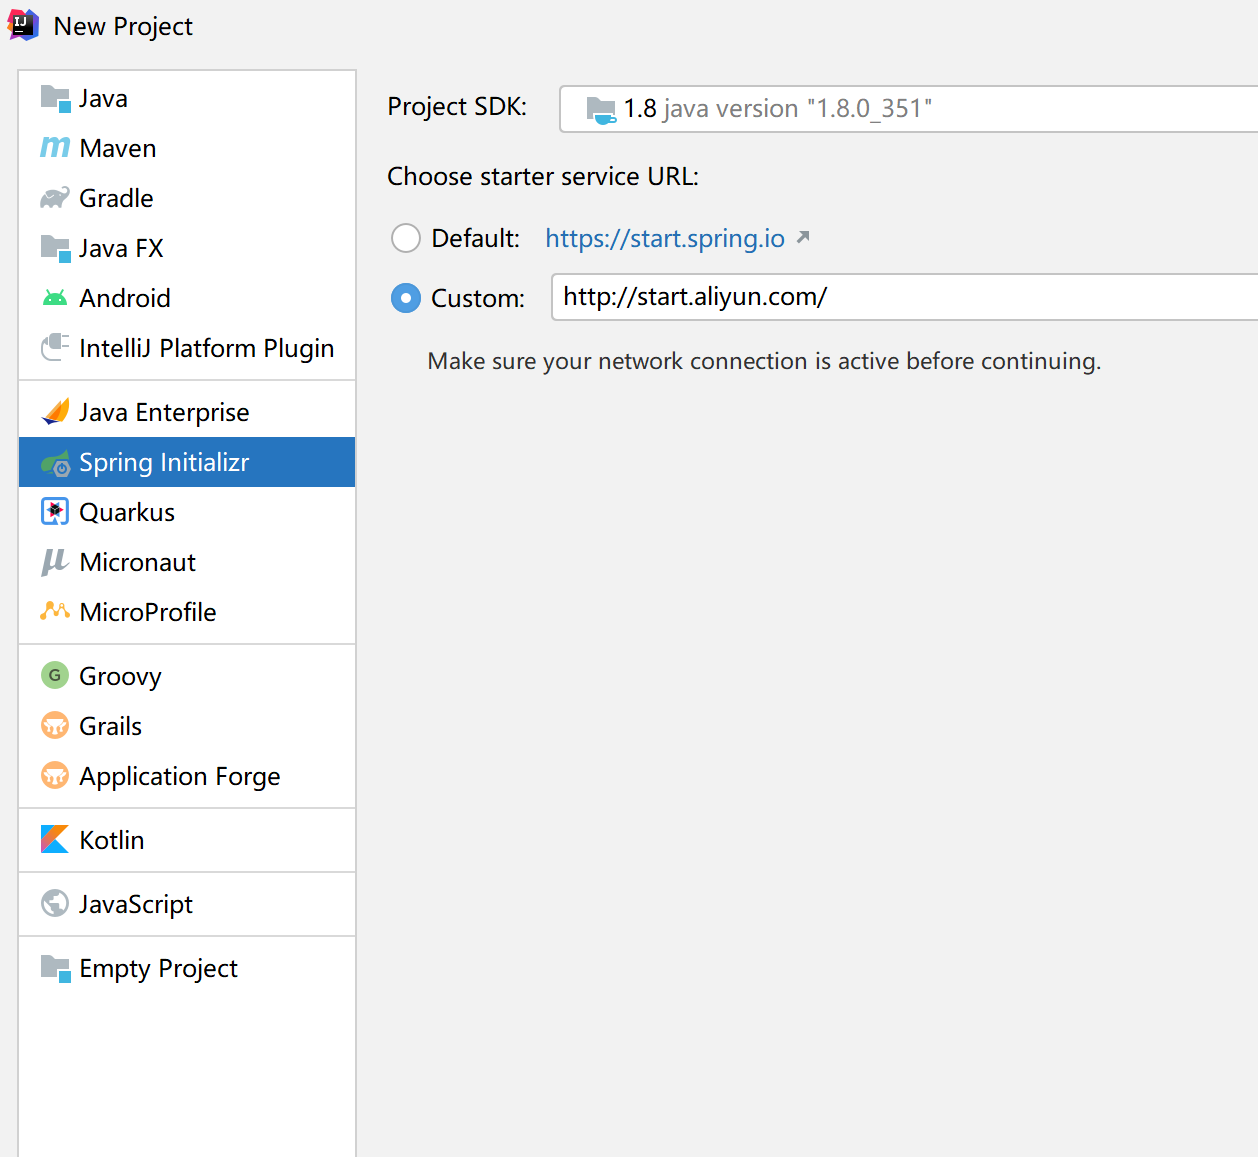 New Project
Java
Maven
Gradle
Java FX
Android
IntelliJ Platform Plugin
Java Enterprise
Spring Initializr
Quarkus
Micronaut
MicroProfile
G Groovy
Grails
Application Forge
Kotlin
JavaScript
Empty Project
Project SDK: 1.8 java version "1.8.0_351"
Choose starter service URL:
Default: https://start.spring.io
Custom: http://start.aliyun.com/
Make sure your network connection is active before continuing.